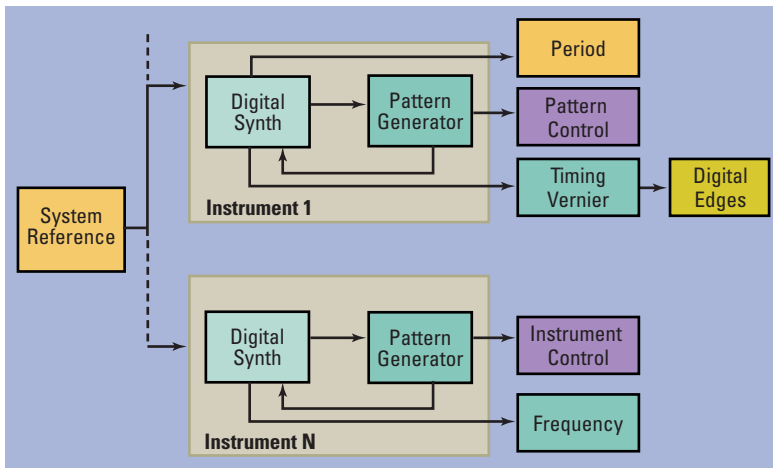 Period
Digital
Synth
Pattern
Generator
Pattern
Control
Timing
Vernier
Digital
Edges
Instrument 1
System
Reference
Digital
Synth
Pattern
Generator
Instrument
Control
Frequency
Instrument N